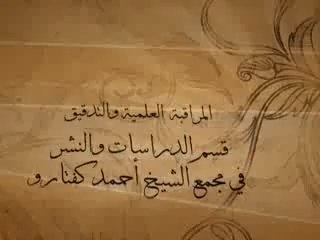 المراقبة العلمية والتدقيق
قسم الدراسات والنشر
في مجمع الشيخ أحمد كفتارو